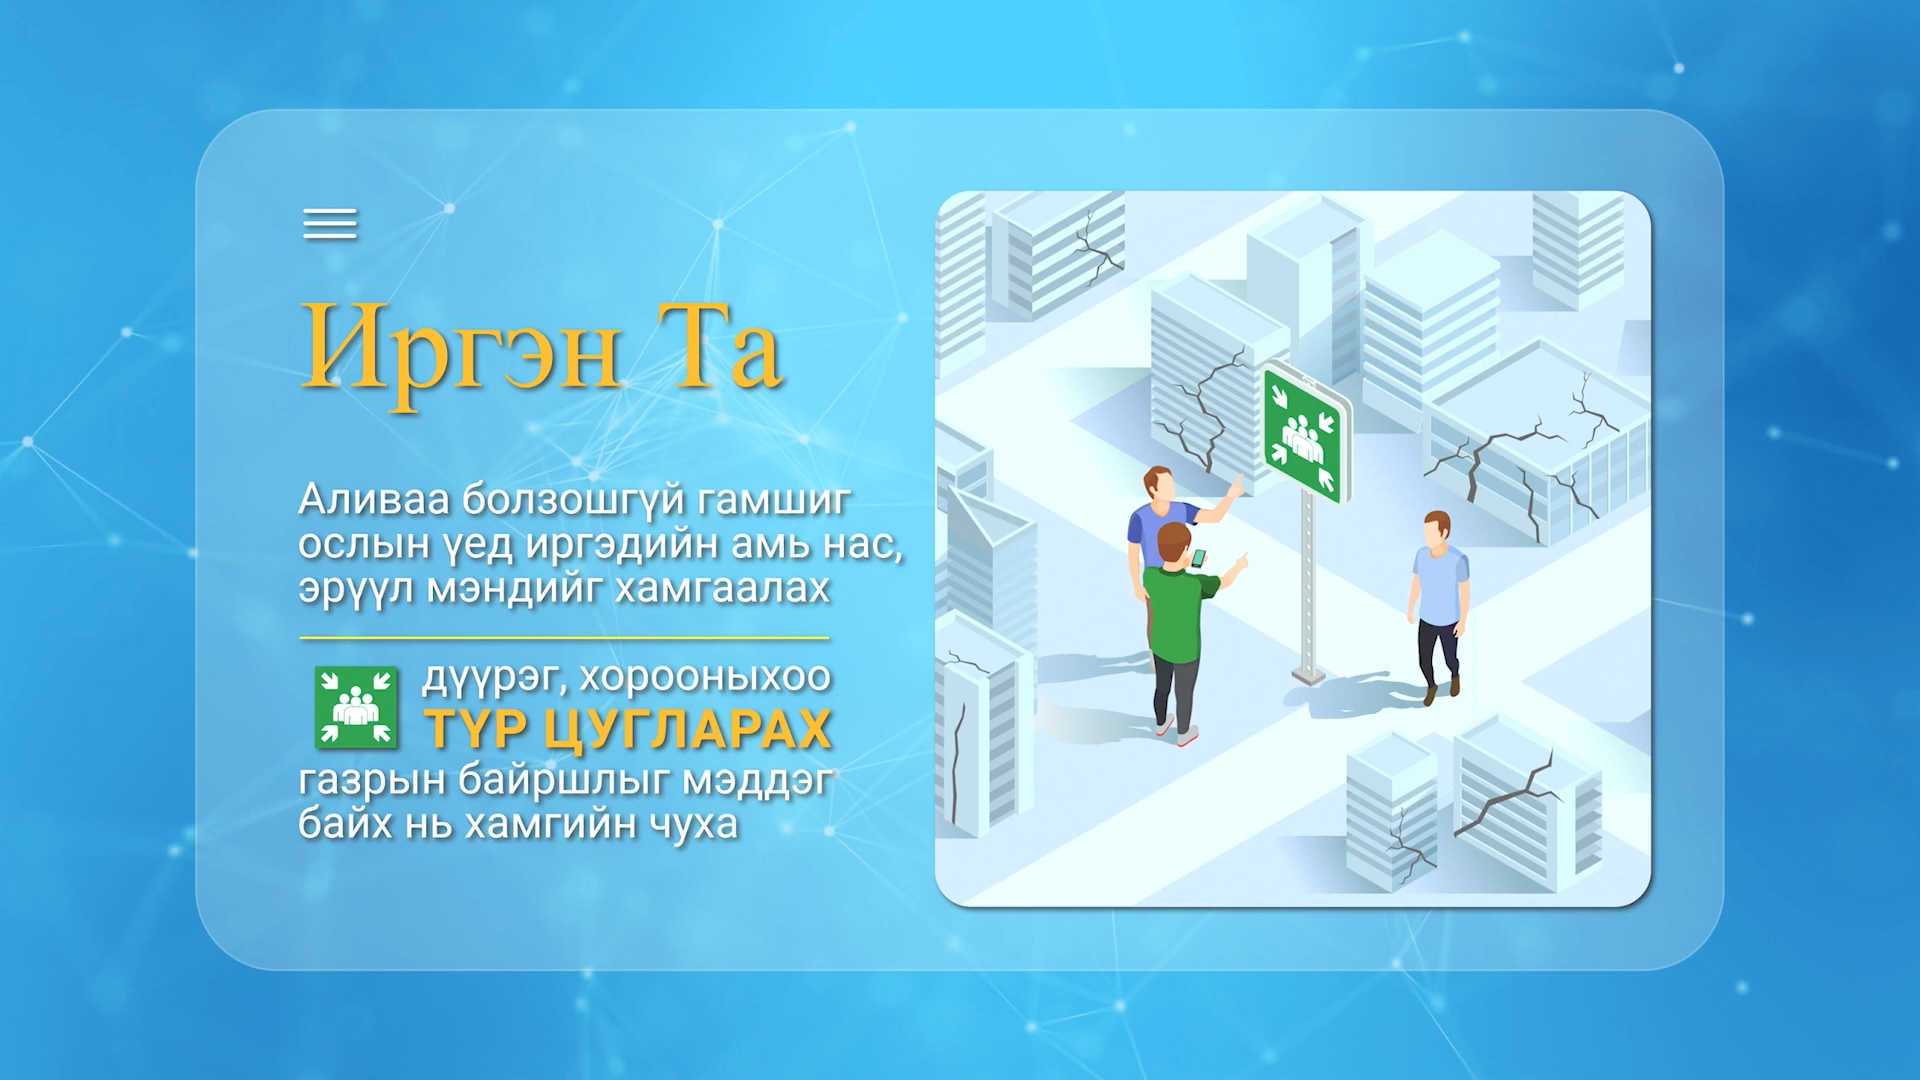 Иргэн Та
Аливаа болзошгүй гамшиг
ослын үед иргэдийн амь нас,
эрүүл мэндийг хамгаалах
дүүрэг, хорооныхоо
ТҮР ЦУГЛАРАХ
газрын байршлыг мэддэг
байх нь хамгийн чуха